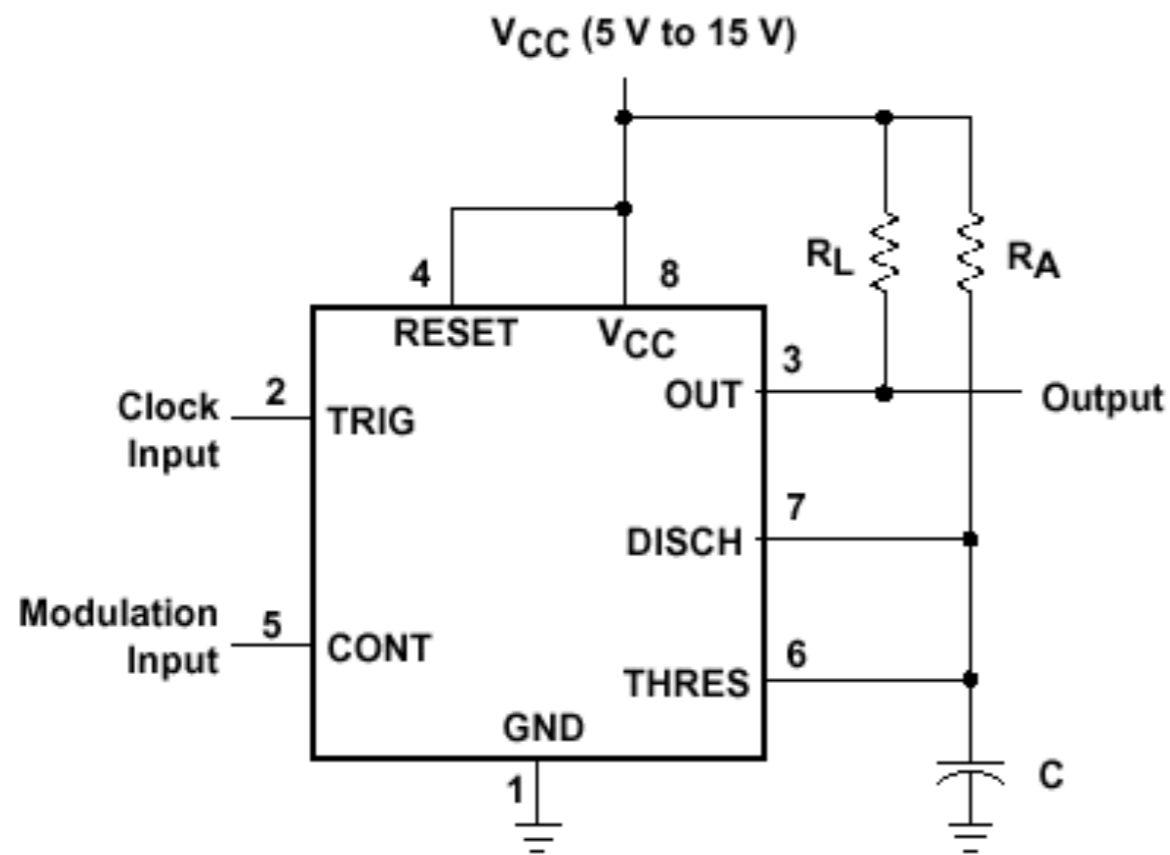 VCC (5 V to 15 V)
RL
RA
4
8
RESET
VCC
3
OUT
Output
2
Clock
Input
TRIG
7
DISCH
Modulation
Input
5
CONT
6
THRES
GND
1
C